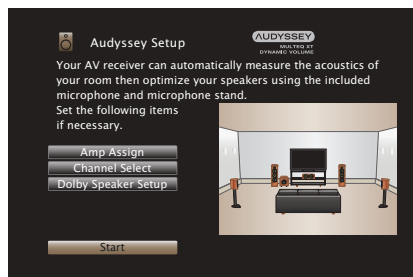 Audyssey Setup
AUDYSSEY
MULTEQ XT
DYNAMIC VOLUME
Your AV receiver can automatically measure the acoustics of
your room then optimize your speakers using the included
microphone and microphone stand.
Set the following items
if necessary.
Amp Assign
Channel Select
Dolby Speaker Setup
Start